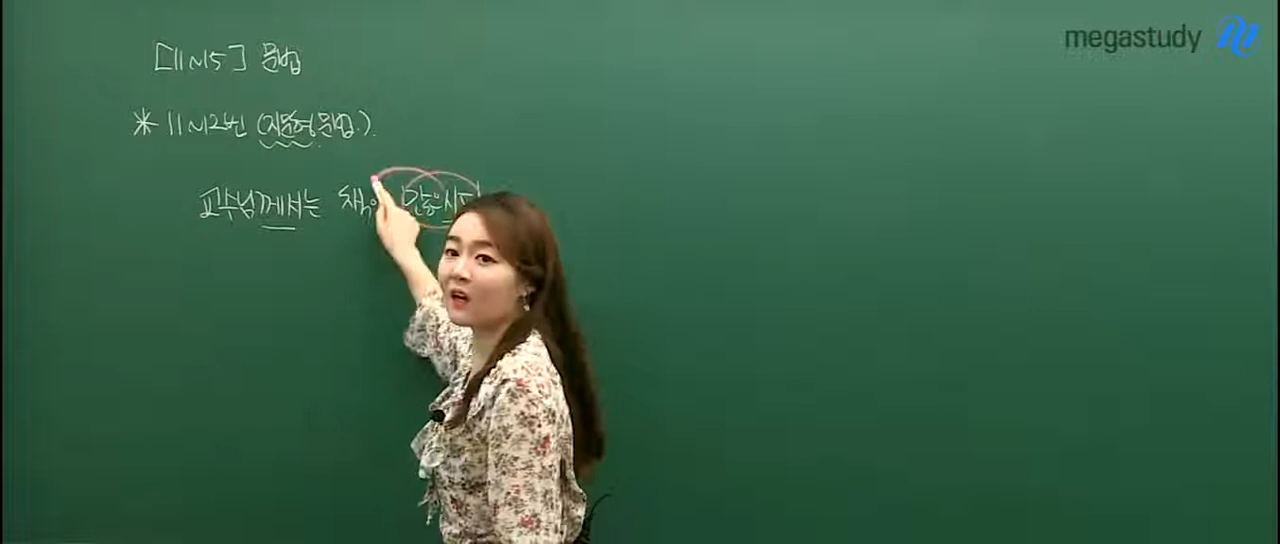 megastudy
[11~15] 문법
* 11~12번 (지문형 문법.).
교수님께서는 책이 많으시다